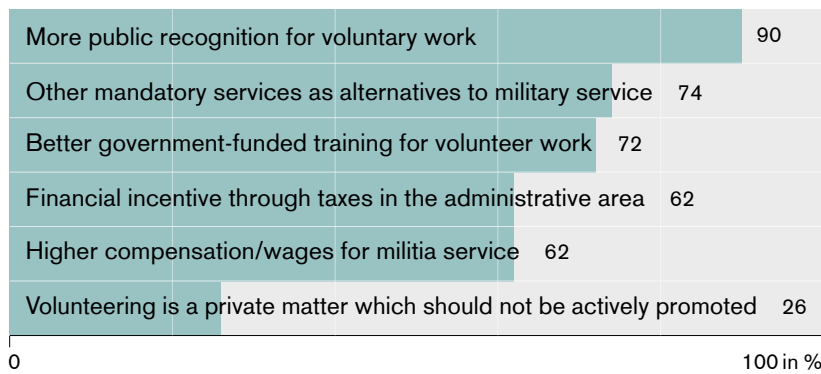 More public recognition for voluntary work 90
Other mandatory services as alternatives to military service 74
Better government-funded training for volunteer work 72
Financial incentive through taxes in the administrative area 62
Higher compensation/wages for militia service 62
Volunteering is a private matter which should not be actively promoted 26
0 100 in %